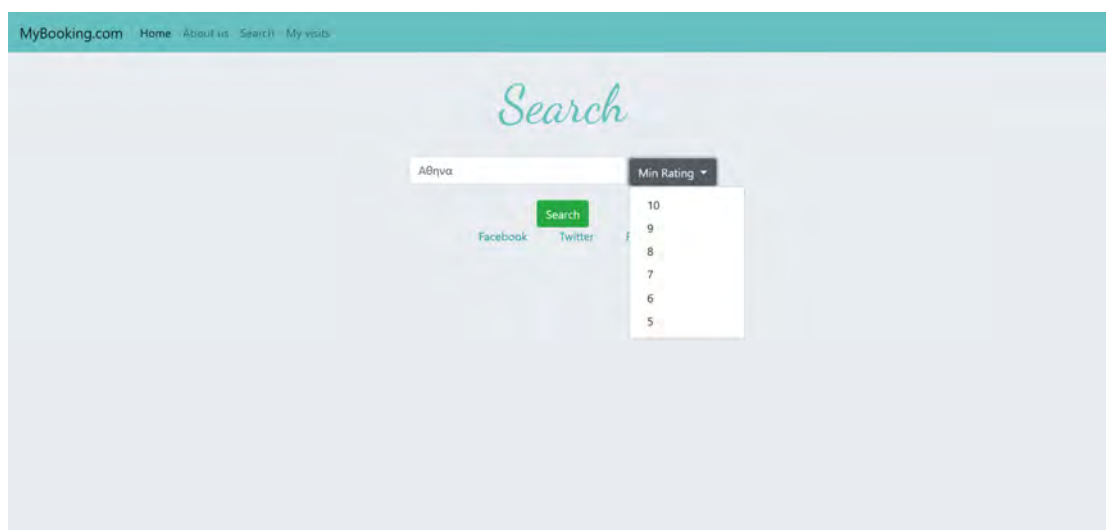 MyBooking.com Home About us Search My visits
Search
Αθηνα Min Rating
10
Search
9
Facebook Twitter
8
7
6
5